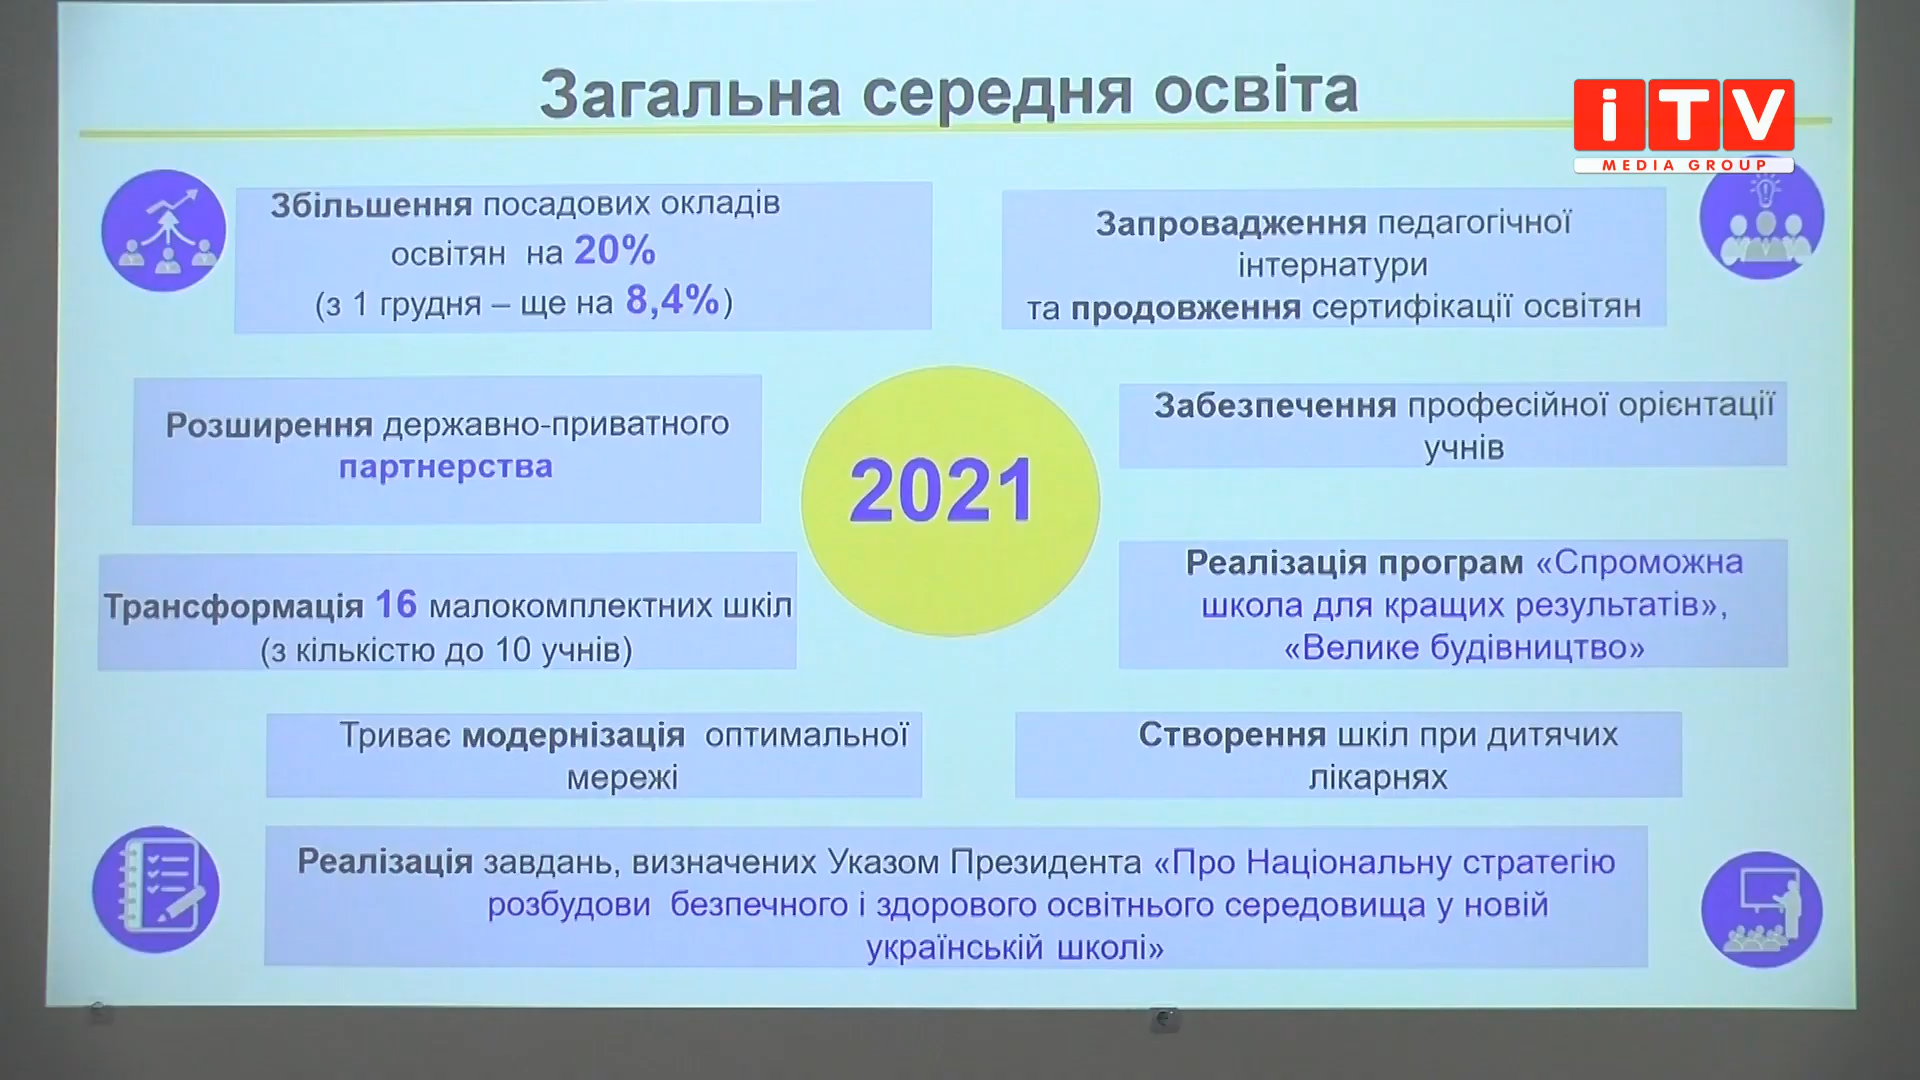 Загальна середня освіта
iTV
MEDIA GROUP
Збільшення посадових окладів
освітян на 20%
(з 1 грудня – ще на 8,4%)
Запровадження педагогічної
інтернатури
та продовження сертифікації освітян
Розширення державно-приватного
партнерства
2021
Забезпечення професійної орієнтації
учнів
Трансформація 16 малокомплектних шкіл
(з кількістю до 10 учнів)
Реалізація програм «Спроможна
школа для кращих результатів»,
«Велике будівництво»
Триває модернізація оптимальної
мережі
Створення шкіл при дитячих
лікарнях
Реалізація завдань, визначених Указом Президента «Про Національну стратегію
розбудови безпечного і здорового освітнього середовища у новій
українській школі»